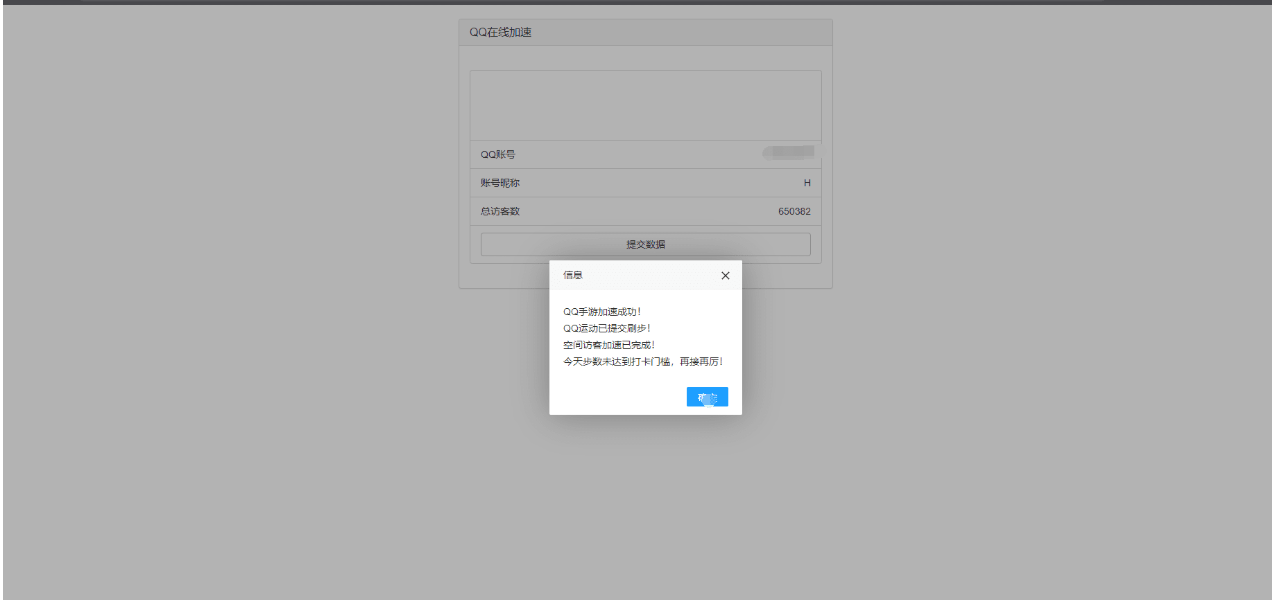 QQ在线加速
QQ账号
账号昵称 H
总访客数 650382
提交数据
信息
QQ手游加速成功!
QQ运动已提交刷步!
空间访客加速已完成!
今天步数未达到打卡门槛，再接再厉!